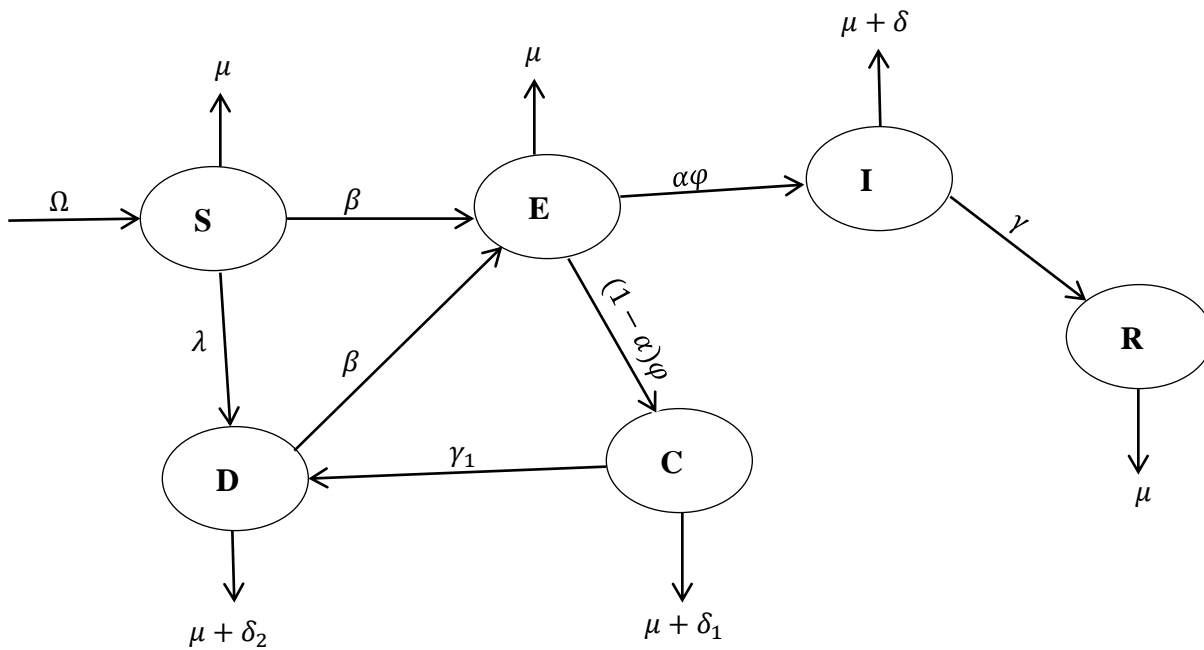 μ + δ
μ
μ
Ω
S
β
E
αφ
I
γ
λ
β
(1 − α)φ
R
D
γ₁
C
μ
μ + δ₂
μ + δ₁